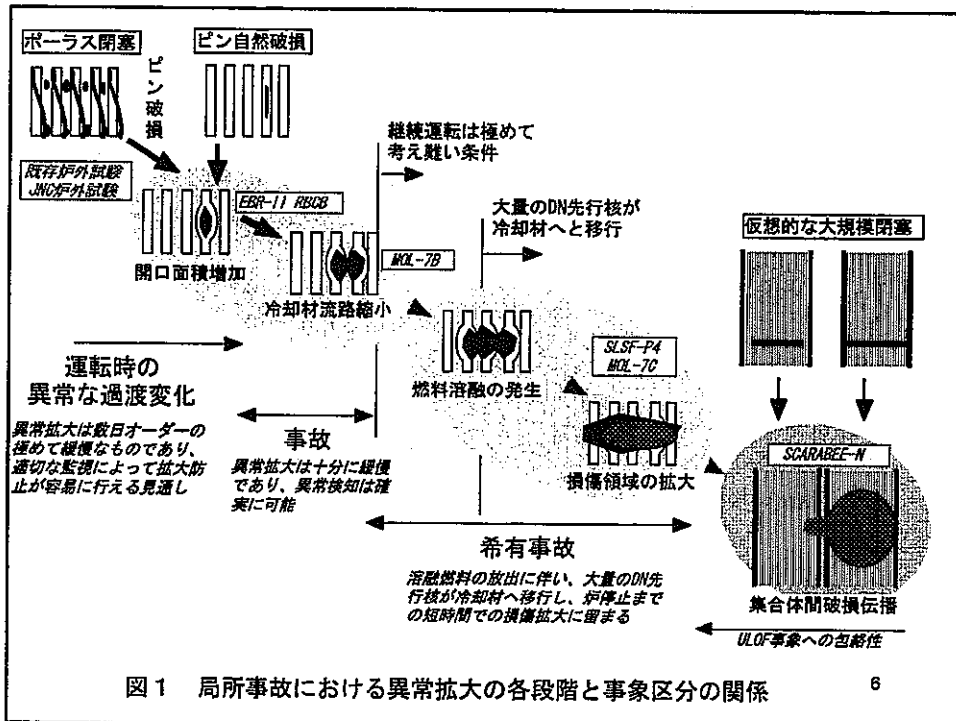 ポーラス閉塞
ピン破損
ピン自然破損
既存炉外試験
JNC炉外試験
継続運転は極めて
考え難い条件
EBR-II RBCB
開口面積増加
大量のDN先行核が
冷却材へと移行
MOL-7B
冷却材流路縮小
仮想的な大規模閉塞
運転時の
異常な過渡変化
異常拡大は数日オーダーの
極めて緩慢なものであり、
適切な監視によって拡大防
止が容易に行える見通し
事故
異常拡大は十分に緩慢
であり、異常検知は確
実に可能
燃料溶融の発生
SLSF-P4
MOL-7C
損傷領域の拡大
SCARABEE-N
希有事故
溶融燃料の放出に伴い、大量のDN先
行核が冷却材へ移行し、炉停止まで
の短時間での損傷拡大に留まる
集合体間破損伝播
ULOF事象への包絡性
図1 局所事故における異常拡大の各段階と事象区分の関係
6